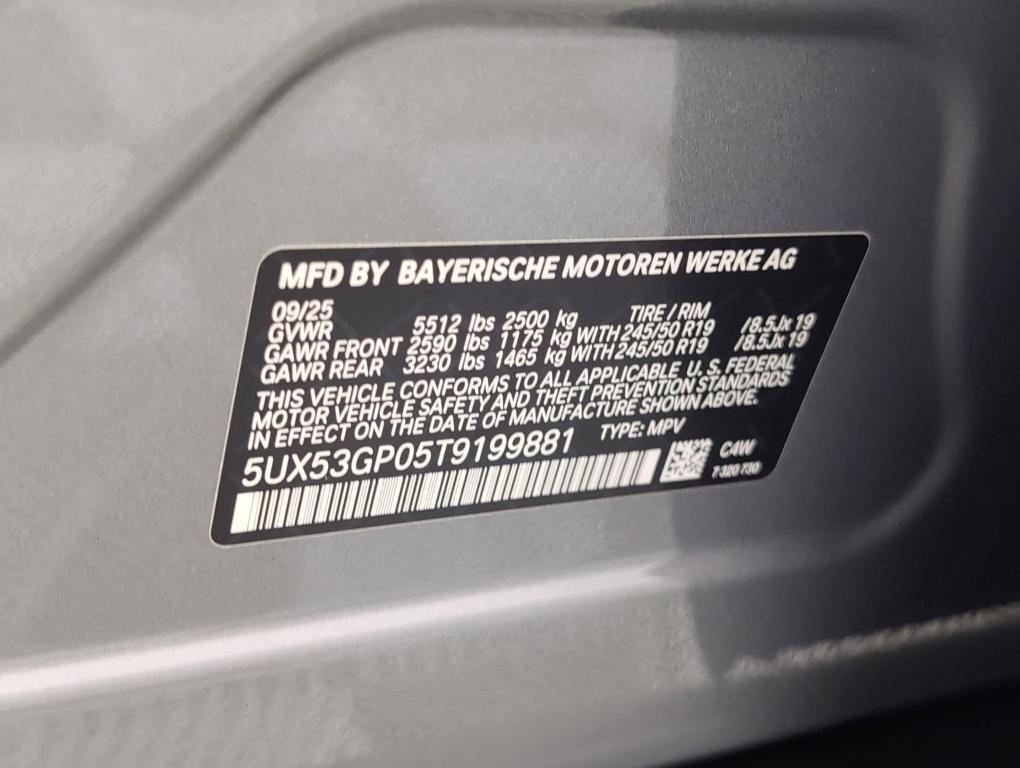 MFD BY BAYERISCHE MOTOREN WERKE AG
09/25 TIRE / RIM
GVWR 5512 lbs 2500 kg
GAWR FRONT 2590 lbs 1175 kg WITH 245/50 R19 /8.5Jx 19
GAWR REAR 3230 lbs 1465 kg WITH 245/50 R19 /8.5Jx 19
THIS VEHICLE CONFORMS TO ALL APPLICABLE U.S. FEDERAL
MOTOR VEHICLE SAFETY AND THEFT PREVENTION STANDARDS
IN EFFECT ON THE DATE OF MANUFACTURE SHOWN ABOVE.
5UX53GP05T9199881 TYPE: MPV
C4W
7 320 730